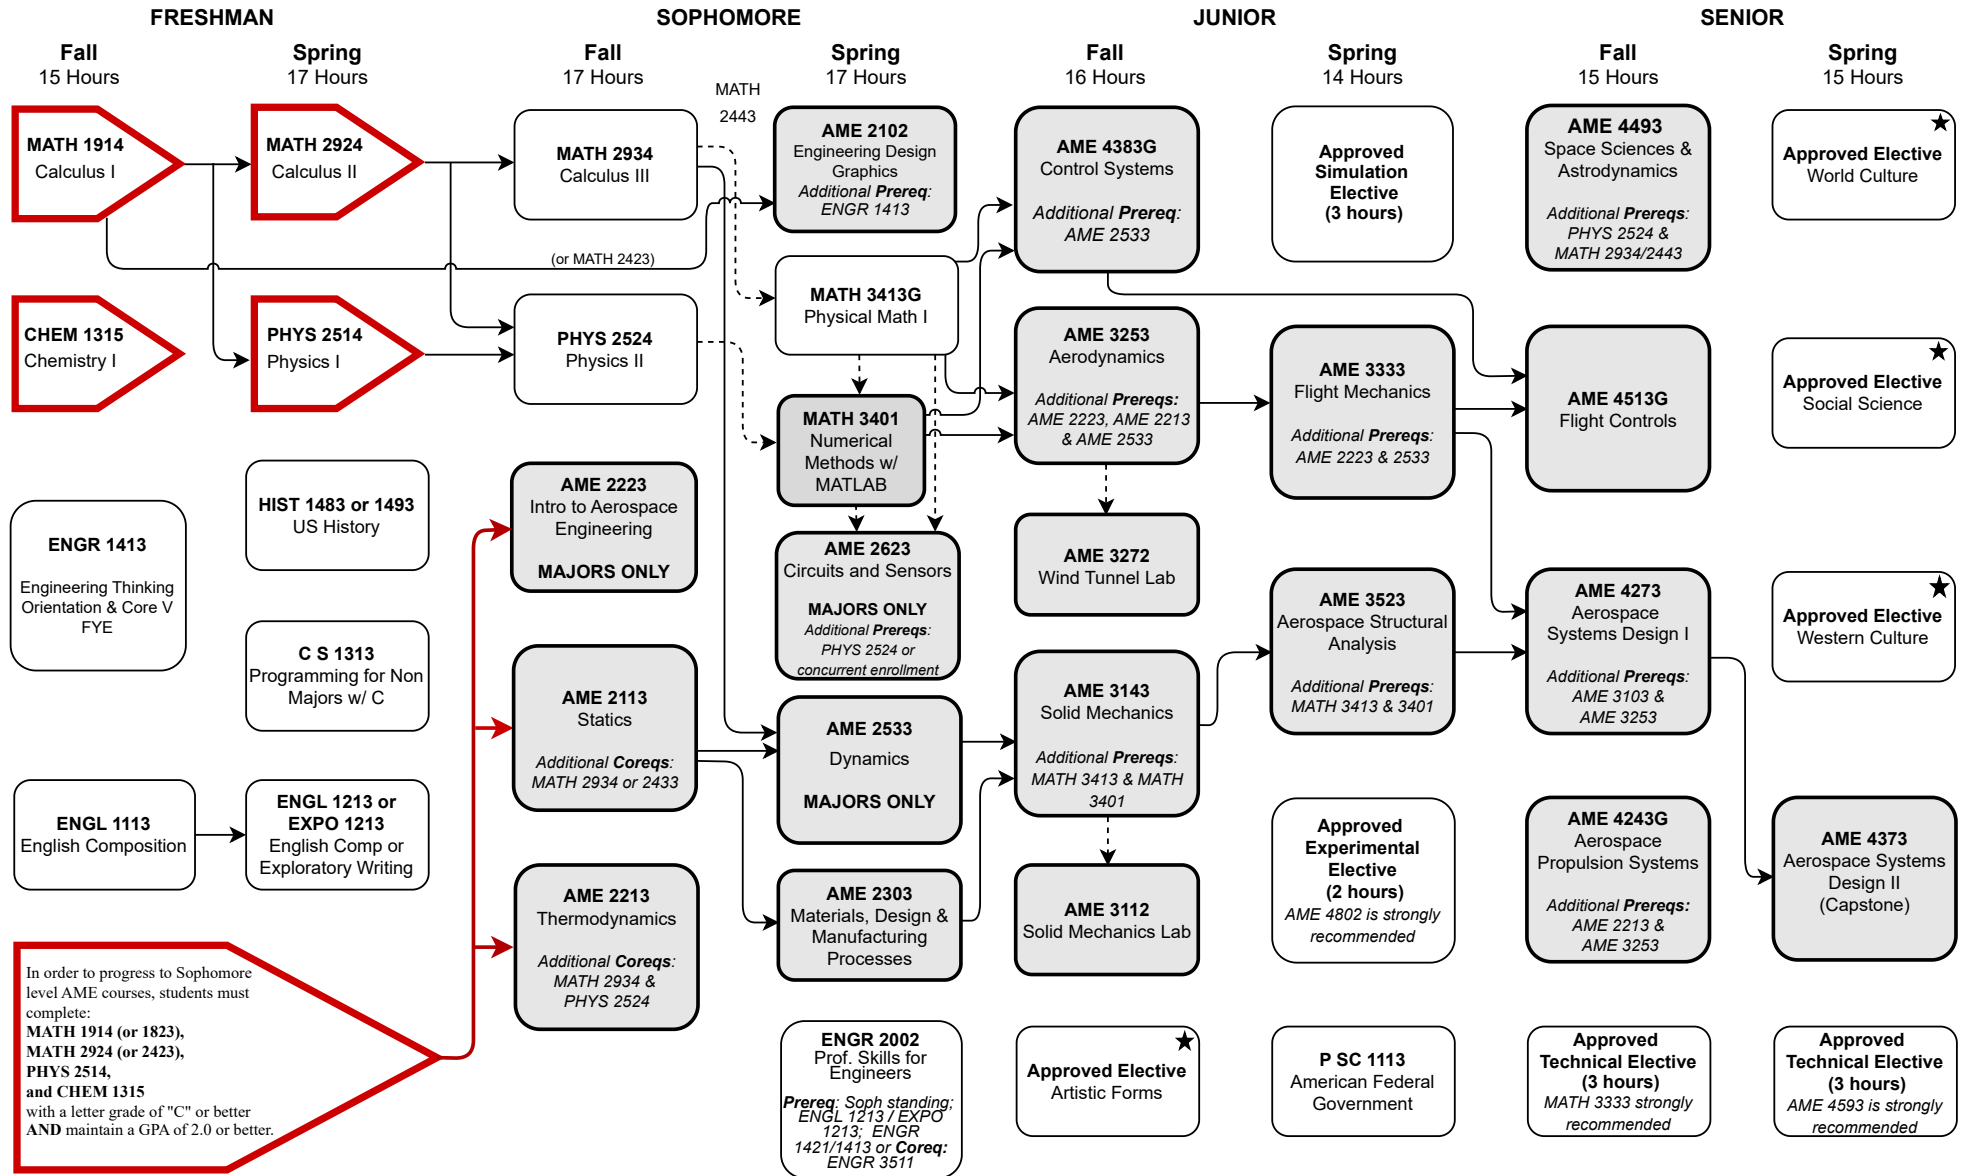 FRESHMAN
SOPHOMORE
JUNIOR
SENIOR
Fall
15 Hours
Spring
17 Hours
Fall
17 Hours
Spring
17 Hours
Fall
16 Hours
Spring
14 Hours
Fall
15 Hours
Spring
15 Hours
MATH 1914
Calculus I
CHEM 1315
Chemistry I
ENGR 1413
Engineering Thinking
Orientation & Core V
FYE
ENGL 1113
English Composition
In order to progress to Sophomore
level AME courses, students must
complete:
MATH 1914 (or 1823),
MATH 2924 (or 2423),
PHYS 2514,
and CHEM 1315
with a letter grade of "C" or better
AND maintain a GPA of 2.0 or better.
MATH 2924
Calculus II
PHYS 2514
Physics I
HIST 1483 or 1493
US History
C S 1313
Programming for Non
Majors w/ C
ENGL 1213 or
EXPO 1213
English Comp or
Exploratory Writing
MATH 2934
Calculus III
(or MATH 2423)
PHYS 2524
Physics II
AME 2223
Intro to Aerospace
Engineering
MAJORS ONLY
AME 2113
Statics
Additional Coreqs:
MATH 2934 or 2433
AME 2213
Thermodynamics
Additional Coreqs:
MATH 2934 &
PHYS 2524
MATH
2443
AME 2102
Engineering Design
Graphics
Additional Prereq:
ENGR 1413
MATH 3413G
Physical Math I
MATH 3401
Numerical
Methods w/
MATLAB
AME 2623
Circuits and Sensors
MAJORS ONLY
Additional Prereqs:
PHYS 2524 or
concurrent enrollment
AME 2533
Dynamics
MAJORS ONLY
AME 2303
Materials, Design &
Manufacturing
Processes
ENGR 2002
Prof. Skills for
Engineers
Prereq: Soph standing;
ENGL 1213 / EXPO
1213; ENGR
1421/1413 or Coreq:
ENGR 3511
AME 4383G
Control Systems
Additional Prereq:
AME 2533
AME 3253
Aerodynamics
Additional Prereqs:
AME 2223, AME 2213
& AME 2533
AME 3272
Wind Tunnel Lab
AME 3143
Solid Mechanics
Additional Prereqs:
MATH 3413 & MATH
3401
AME 3112
Solid Mechanics Lab
Approved Elective
Artistic Forms
Approved
Simulation
Elective
(3 hours)
AME 3333
Flight Mechanics
Additional Prereqs:
AME 2223 & 2533
AME 3523
Aerospace Structural
Analysis
Additional Prereqs:
MATH 3413 & 3401
Approved
Experimental
Elective
(2 hours)
AME 4802 is strongly
recommended
P SC 1113
American Federal
Government
AME 4493
Space Sciences &
Astrodynamics
Additional Prereqs:
PHYS 2524 &
MATH 2934/2443
AME 4513G
Flight Controls
AME 4273
Aerospace
Systems Design I
Additional Prereqs:
AME 3103 &
AME 3253
AME 4243G
Aerospace
Propulsion Systems
Additional Prereqs:
AME 2213 &
AME 3253
Approved
Technical Elective
(3 hours)
MATH 3333 strongly
recommended
Approved Elective
World Culture
Approved Elective
Social Science
Approved Elective
Western Culture
AME 4373
Aerospace Systems
Design II
(Capstone)
Approved
Technical Elective
(3 hours)
AME 4593 is strongly
recommended